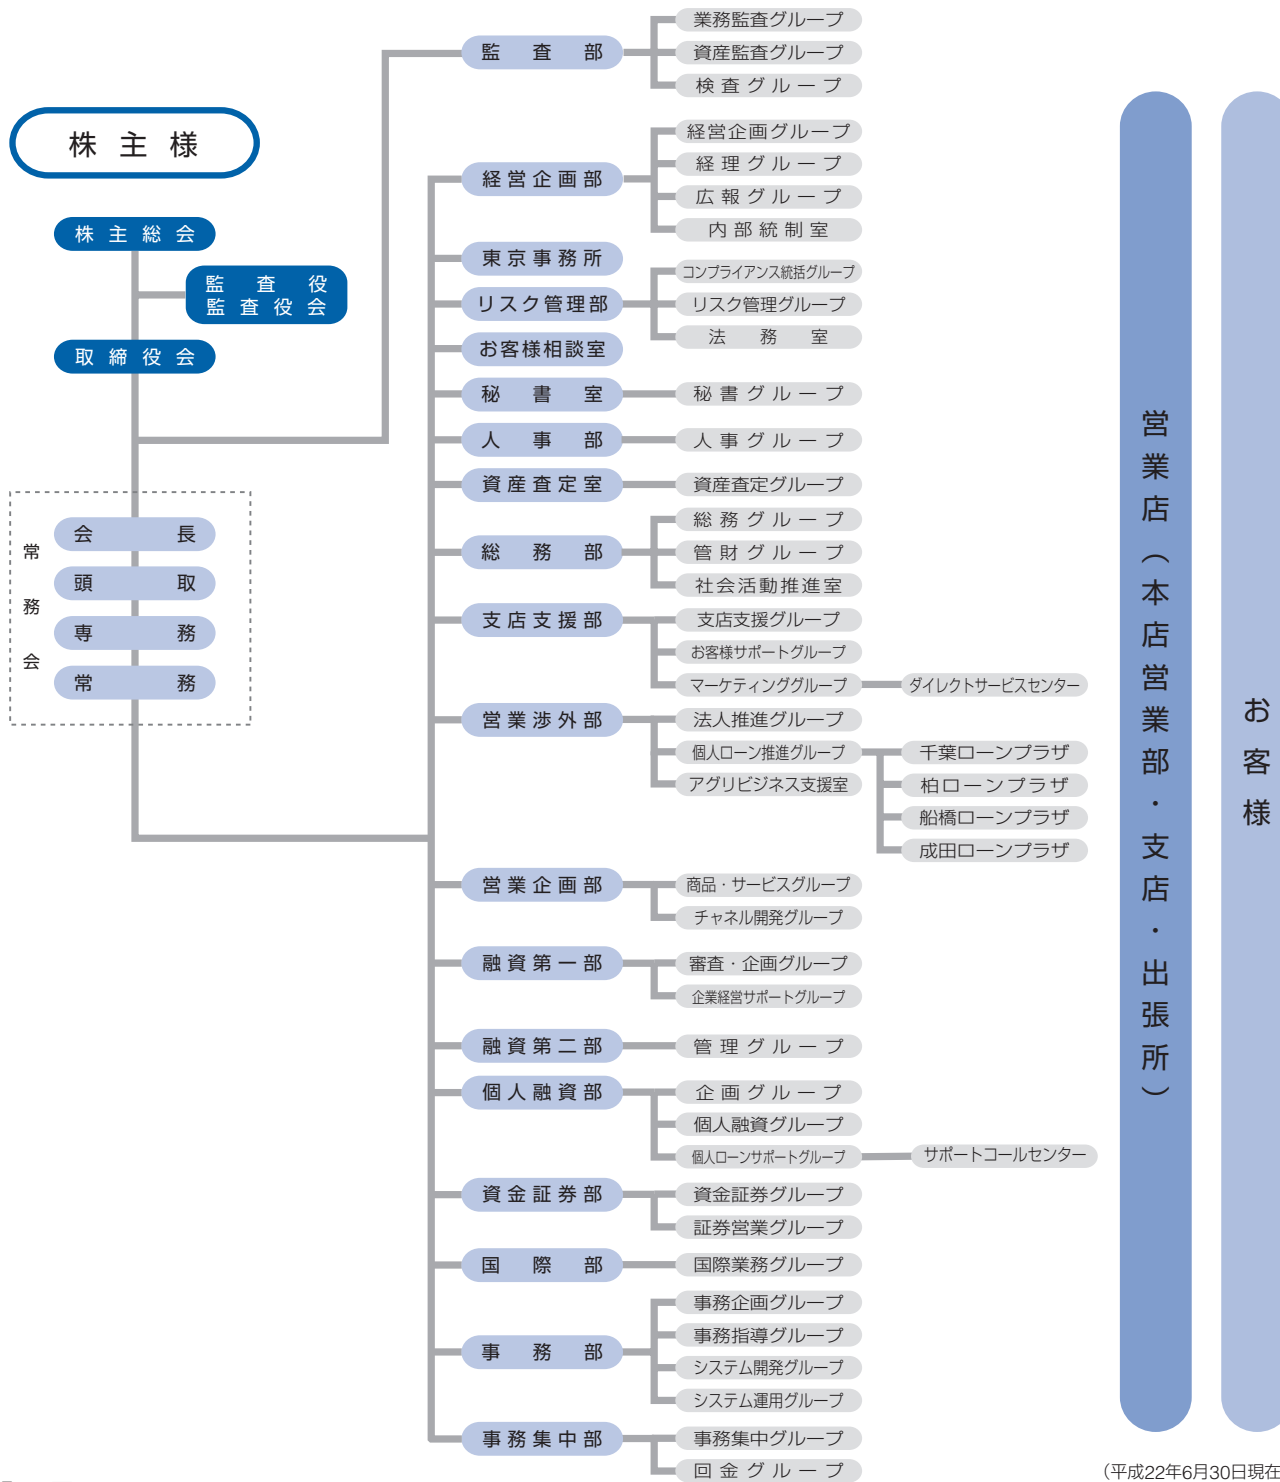 株主様
株主総会
監査役
監査役会
取締役会
常務会
会長
頭取
専務
常務
監査部
業務監査グループ
資産監査グループ
検査グループ
経営企画部
経営企画グループ
経理グループ
広報グループ
内部統制室
東京事務所
リスク管理部
コンプライアンス統括グループ
リスク管理グループ
法務室
お客様相談室
秘書室
秘書グループ
人事部
人事グループ
資産査定室
資産査定グループ
総務部
総務グループ
管財グループ
社会活動推進室
支店支援部
支店支援グループ
お客様サポートグループ
マーケティンググループ
ダイレクトサービスセンター
営業渉外部
法人推進グループ
個人ローン推進グループ
アグリビジネス支援室
千葉ローンプラザ
柏ローンプラザ
船橋ローンプラザ
成田ローンプラザ
営業企画部
商品・サービスグループ
チャネル開発グループ
融資第一部
審査・企画グループ
企業経営サポートグループ
融資第二部
管理グループ
個人融資部
企画グループ
個人融資グループ
個人ローンサポートグループ
サポートコールセンター
資金証券部
資金証券グループ
証券営業グループ
国際部
国際業務グループ
事務部
事務企画グループ
事務指導グループ
システム開発グループ
システム運用グループ
事務集中部
事務集中グループ
回金グループ
営業店（本店営業部・支店・出張所）
お客様
（平成22年6月30日現在